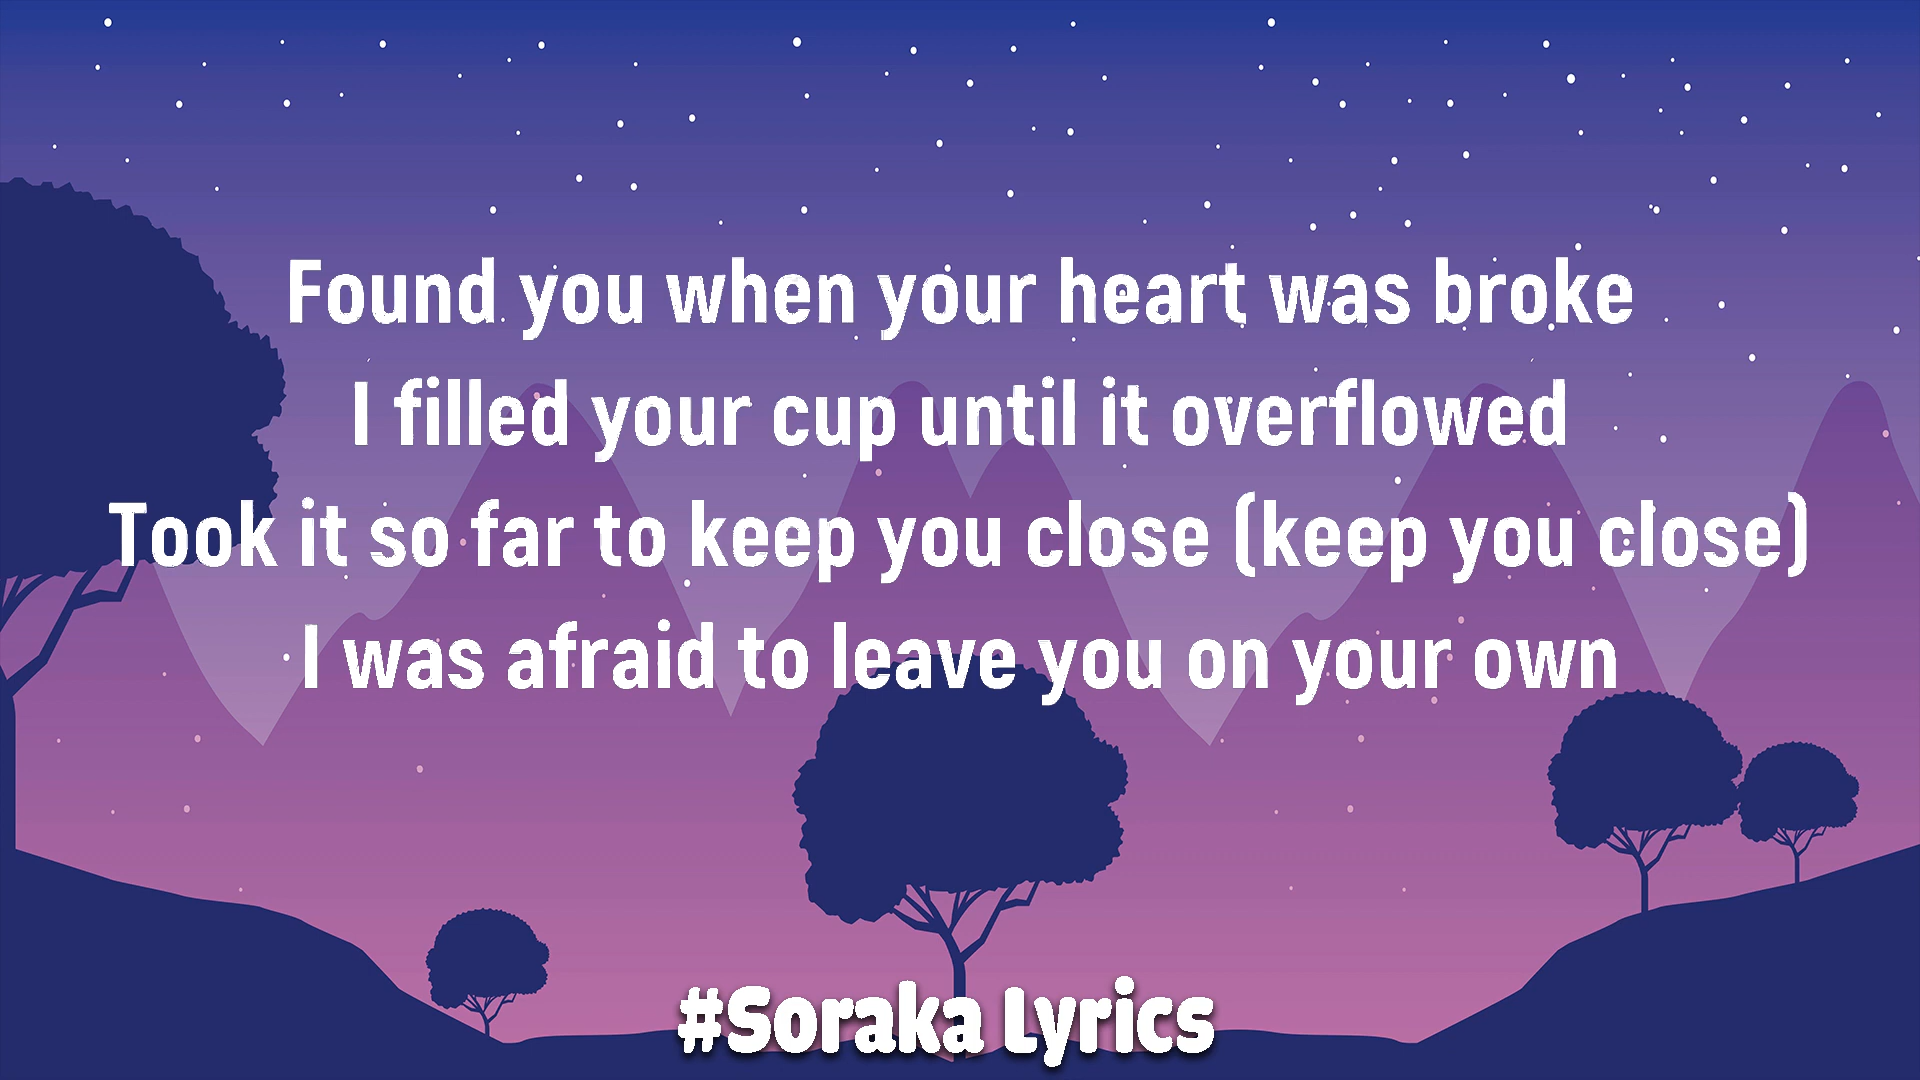 Found you when your heart was broke
I filled your cup until it overflowed
Took it so far to keep you close (keep you close)
I was afraid to leave you on your own
#Soraka Lyrics